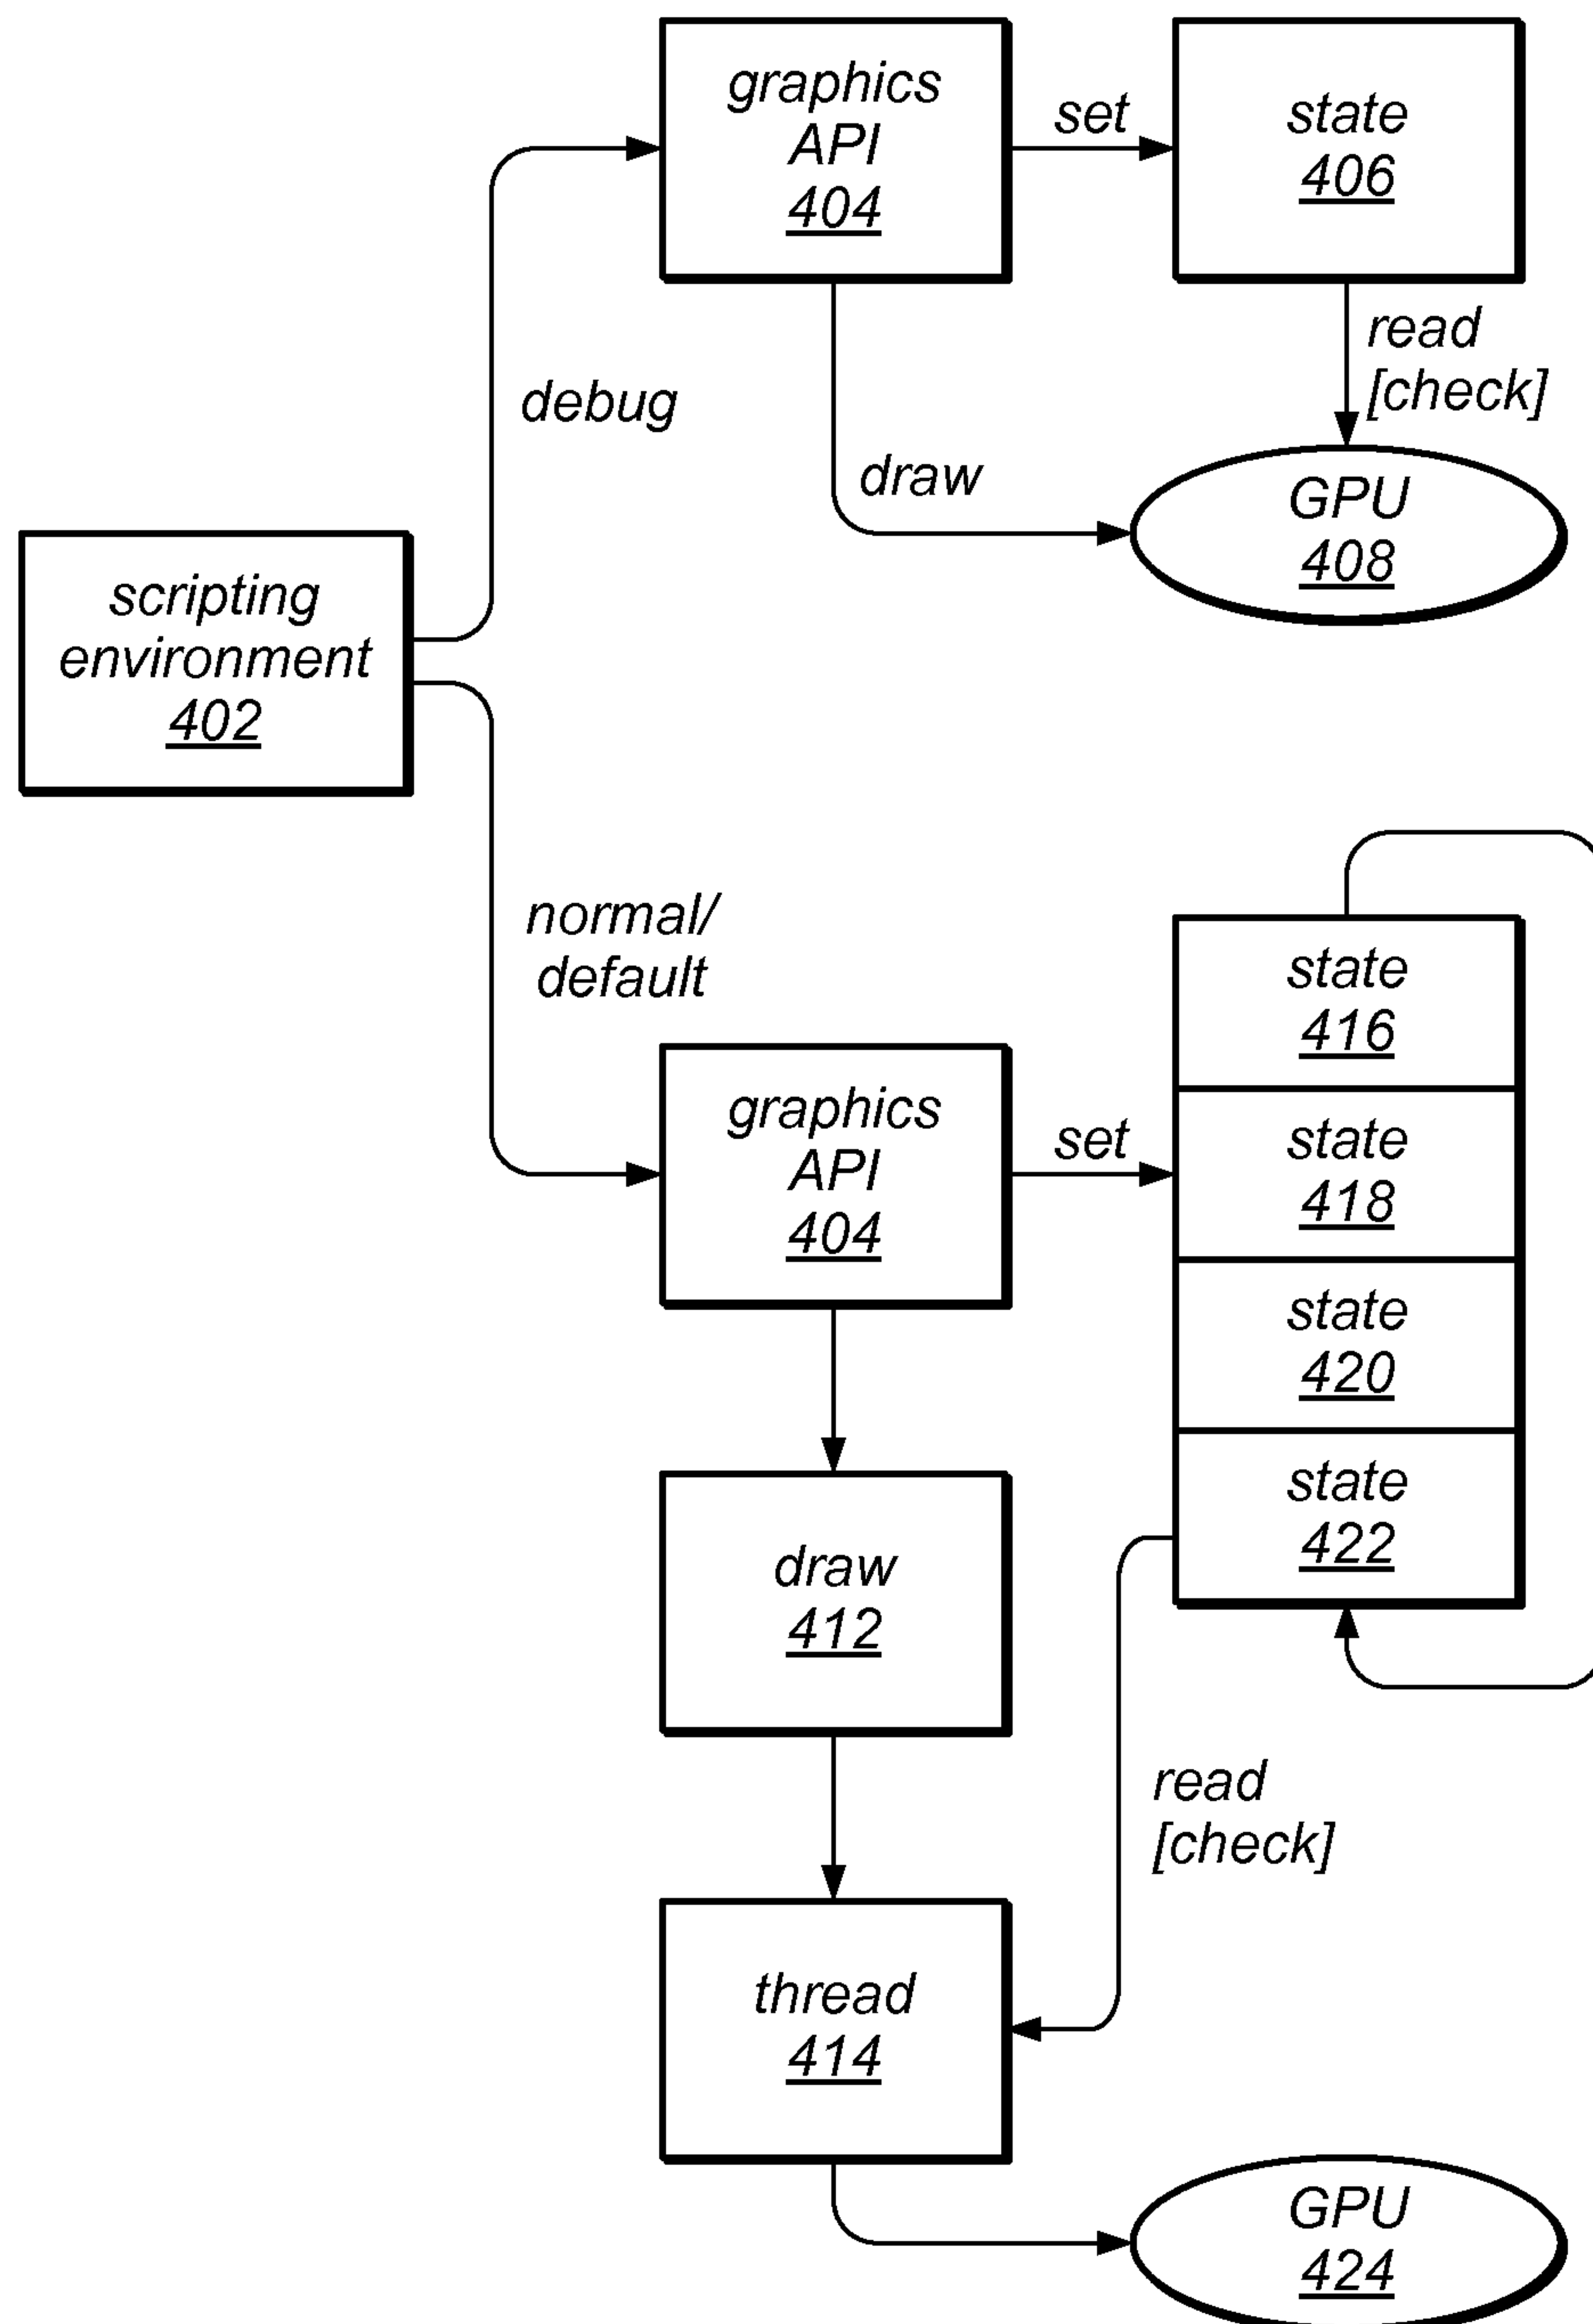 graphics
API
404
set
state
406
read
[check]
debug
draw
GPU
408
scripting
environment
402
normal/
default
graphics
API
404
set
state
416
state
418
state
420
state
422
draw
412
read
[check]
thread
414
GPU
424